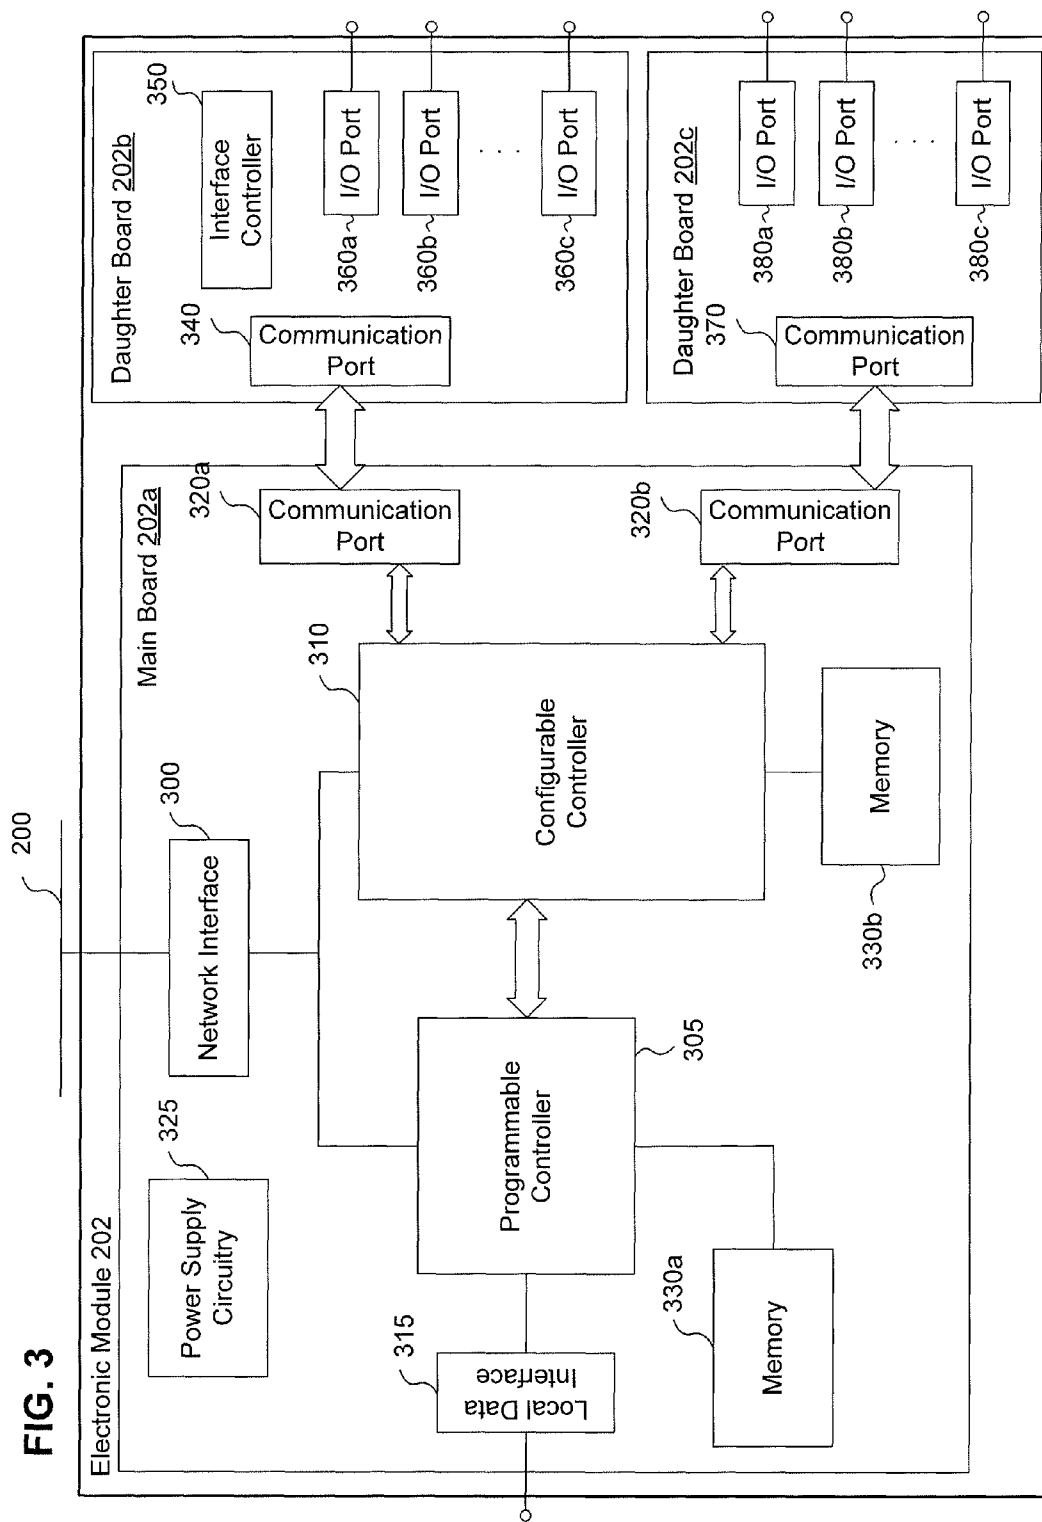 FIG. 3
200
Electronic Module 202
Main Board 202a
Power Supply
Circuitry
325
Network Interface
300
Local Data
Interface
315
Programmable
Controller
305
Configurable
Controller
310
Memory
330a
Memory
330b
Communication
Port
320a
Communication
Port
320b
Daughter Board 202b
Communication
Port
340
Interface
Controller
350
360a
I/O Port
360b
I/O Port
. . .
360c
I/O Port
Daughter Board 202c
Communication
Port
370
380a
I/O Port
380b
I/O Port
. . .
380c
I/O Port